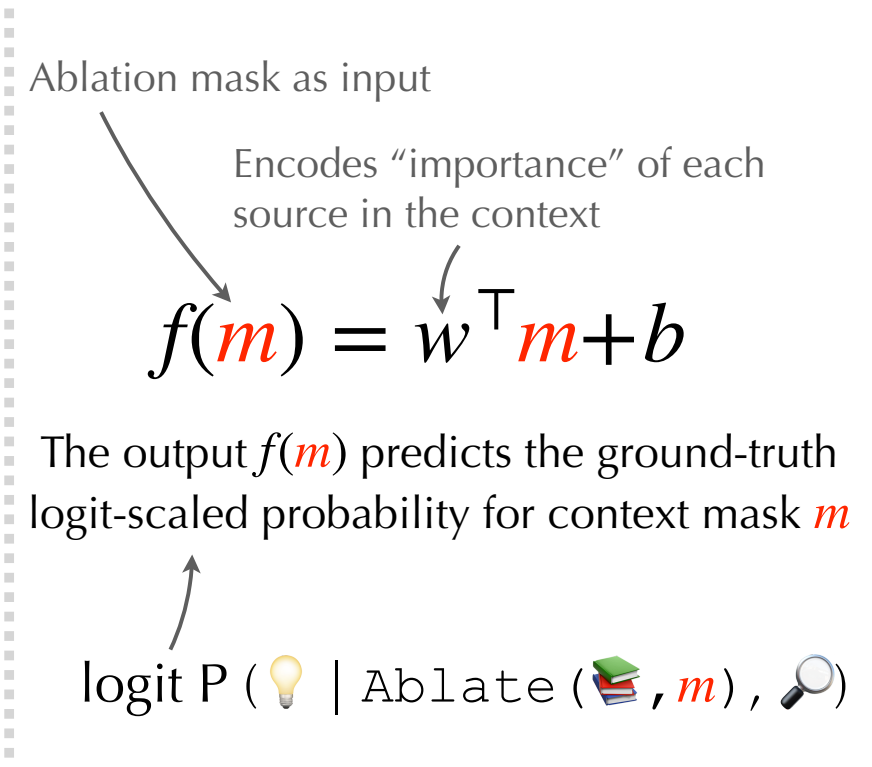 Ablation mask as input
Encodes “importance” of each
source in the context
f(m) = w⊤m+b
The output f(m) predicts the ground-truth
logit-scaled probability for context mask m
logit P (💡 | Ablate(📚,m), 🔎)